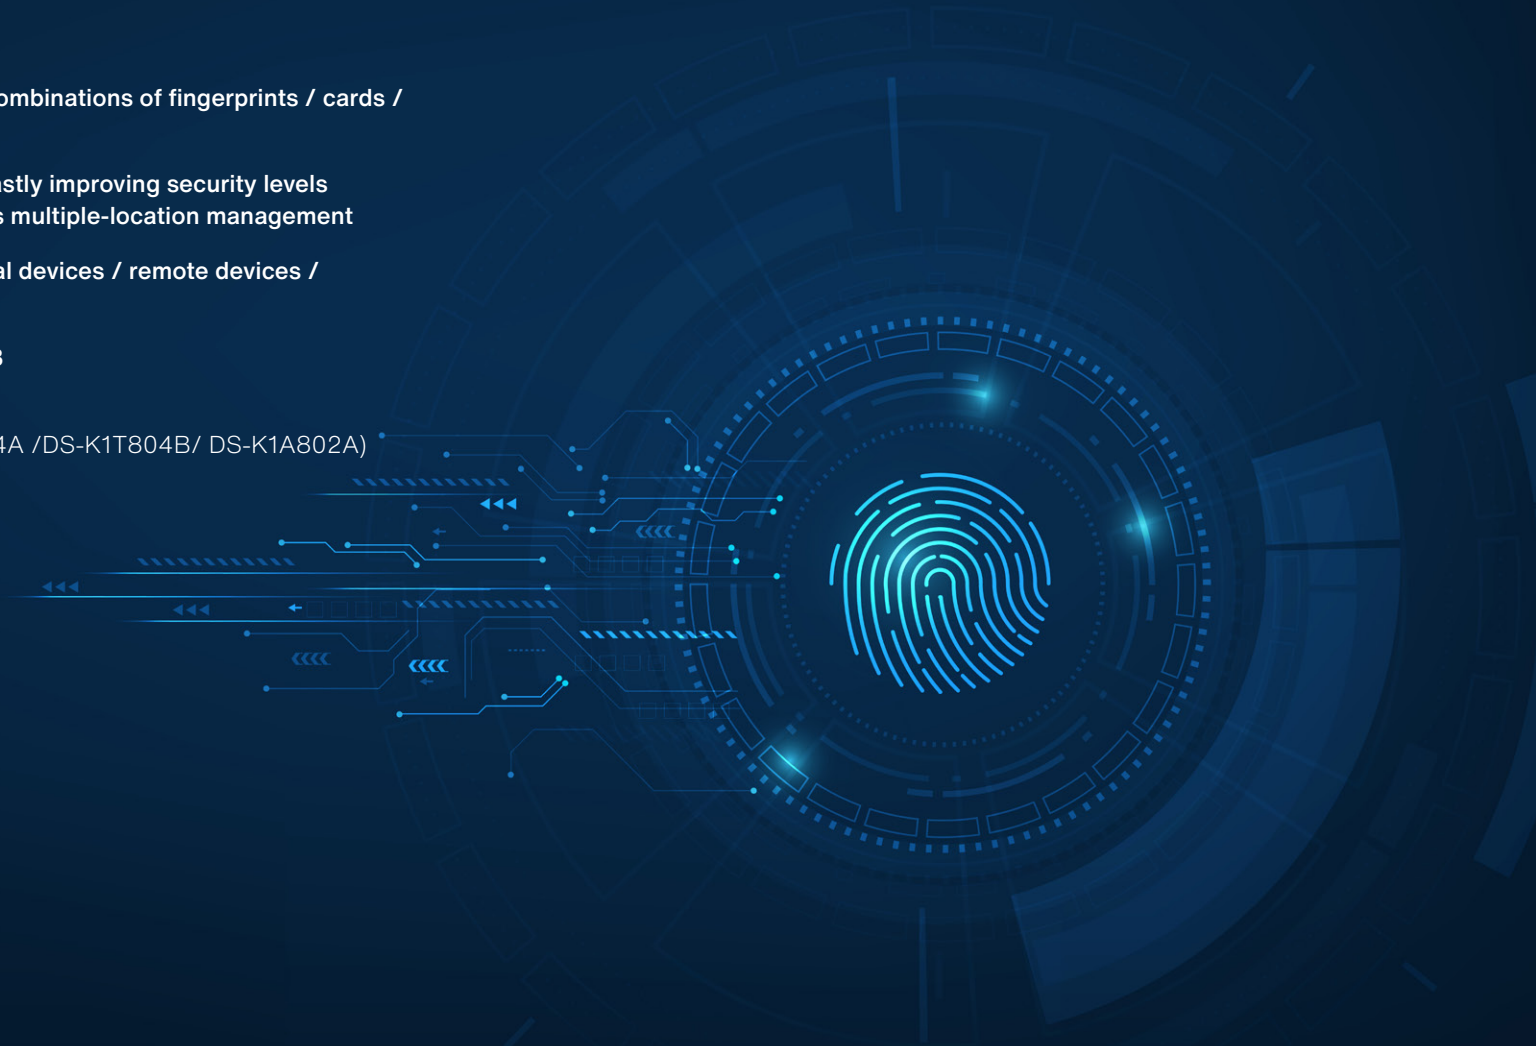 ombinations of fingerprints / cards /
astly improving security levels
s multiple-location management
al devices / remote devices /
4A /DS-K1T804B/ DS-K1A802A)